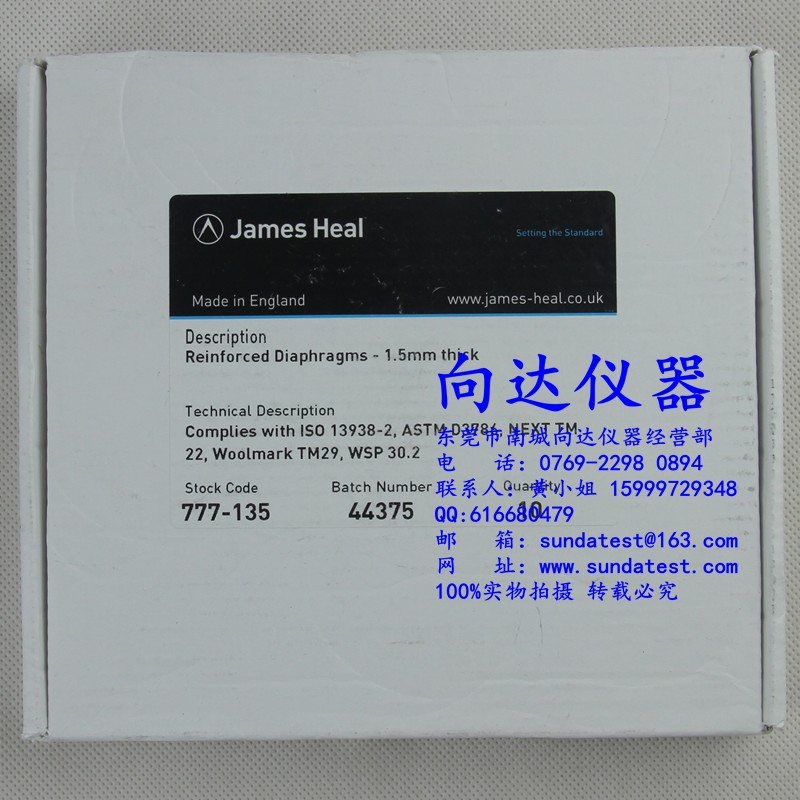 James Heal
Setting the Standard
Made in England
www.james-heal.co.uk
Description
Reinforced Diaphragms - 1.5mm thick
Technical Description
Complies with ISO 13938-2, ASTM D3786, NEXT TM
22, Woolmark TM29, WSP 30.2
Stock Code
Batch Number
Quantity
777-135
44375
10
向达仪器
东莞市南城向达仪器经营部
电 话: 0769-2298 0894
联系人: 黄小姐 15999729348
QQ:616680479
邮 箱: sundatest@163.com
网 址: www.sundatest.com
100%实物拍摄 转载必究